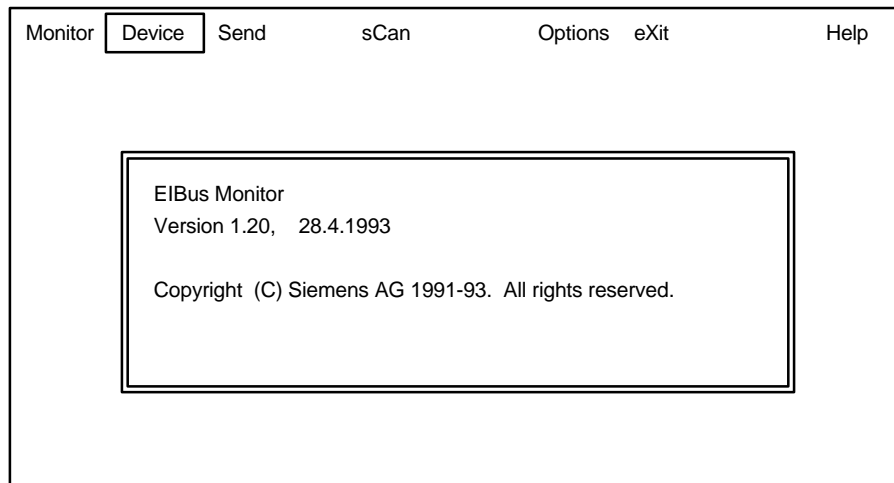 Monitor Device Send sCan Options eXit Help
EIBus Monitor
Version 1.20, 28.4.1993
Copyright (C) Siemens AG 1991-93. All rights reserved.